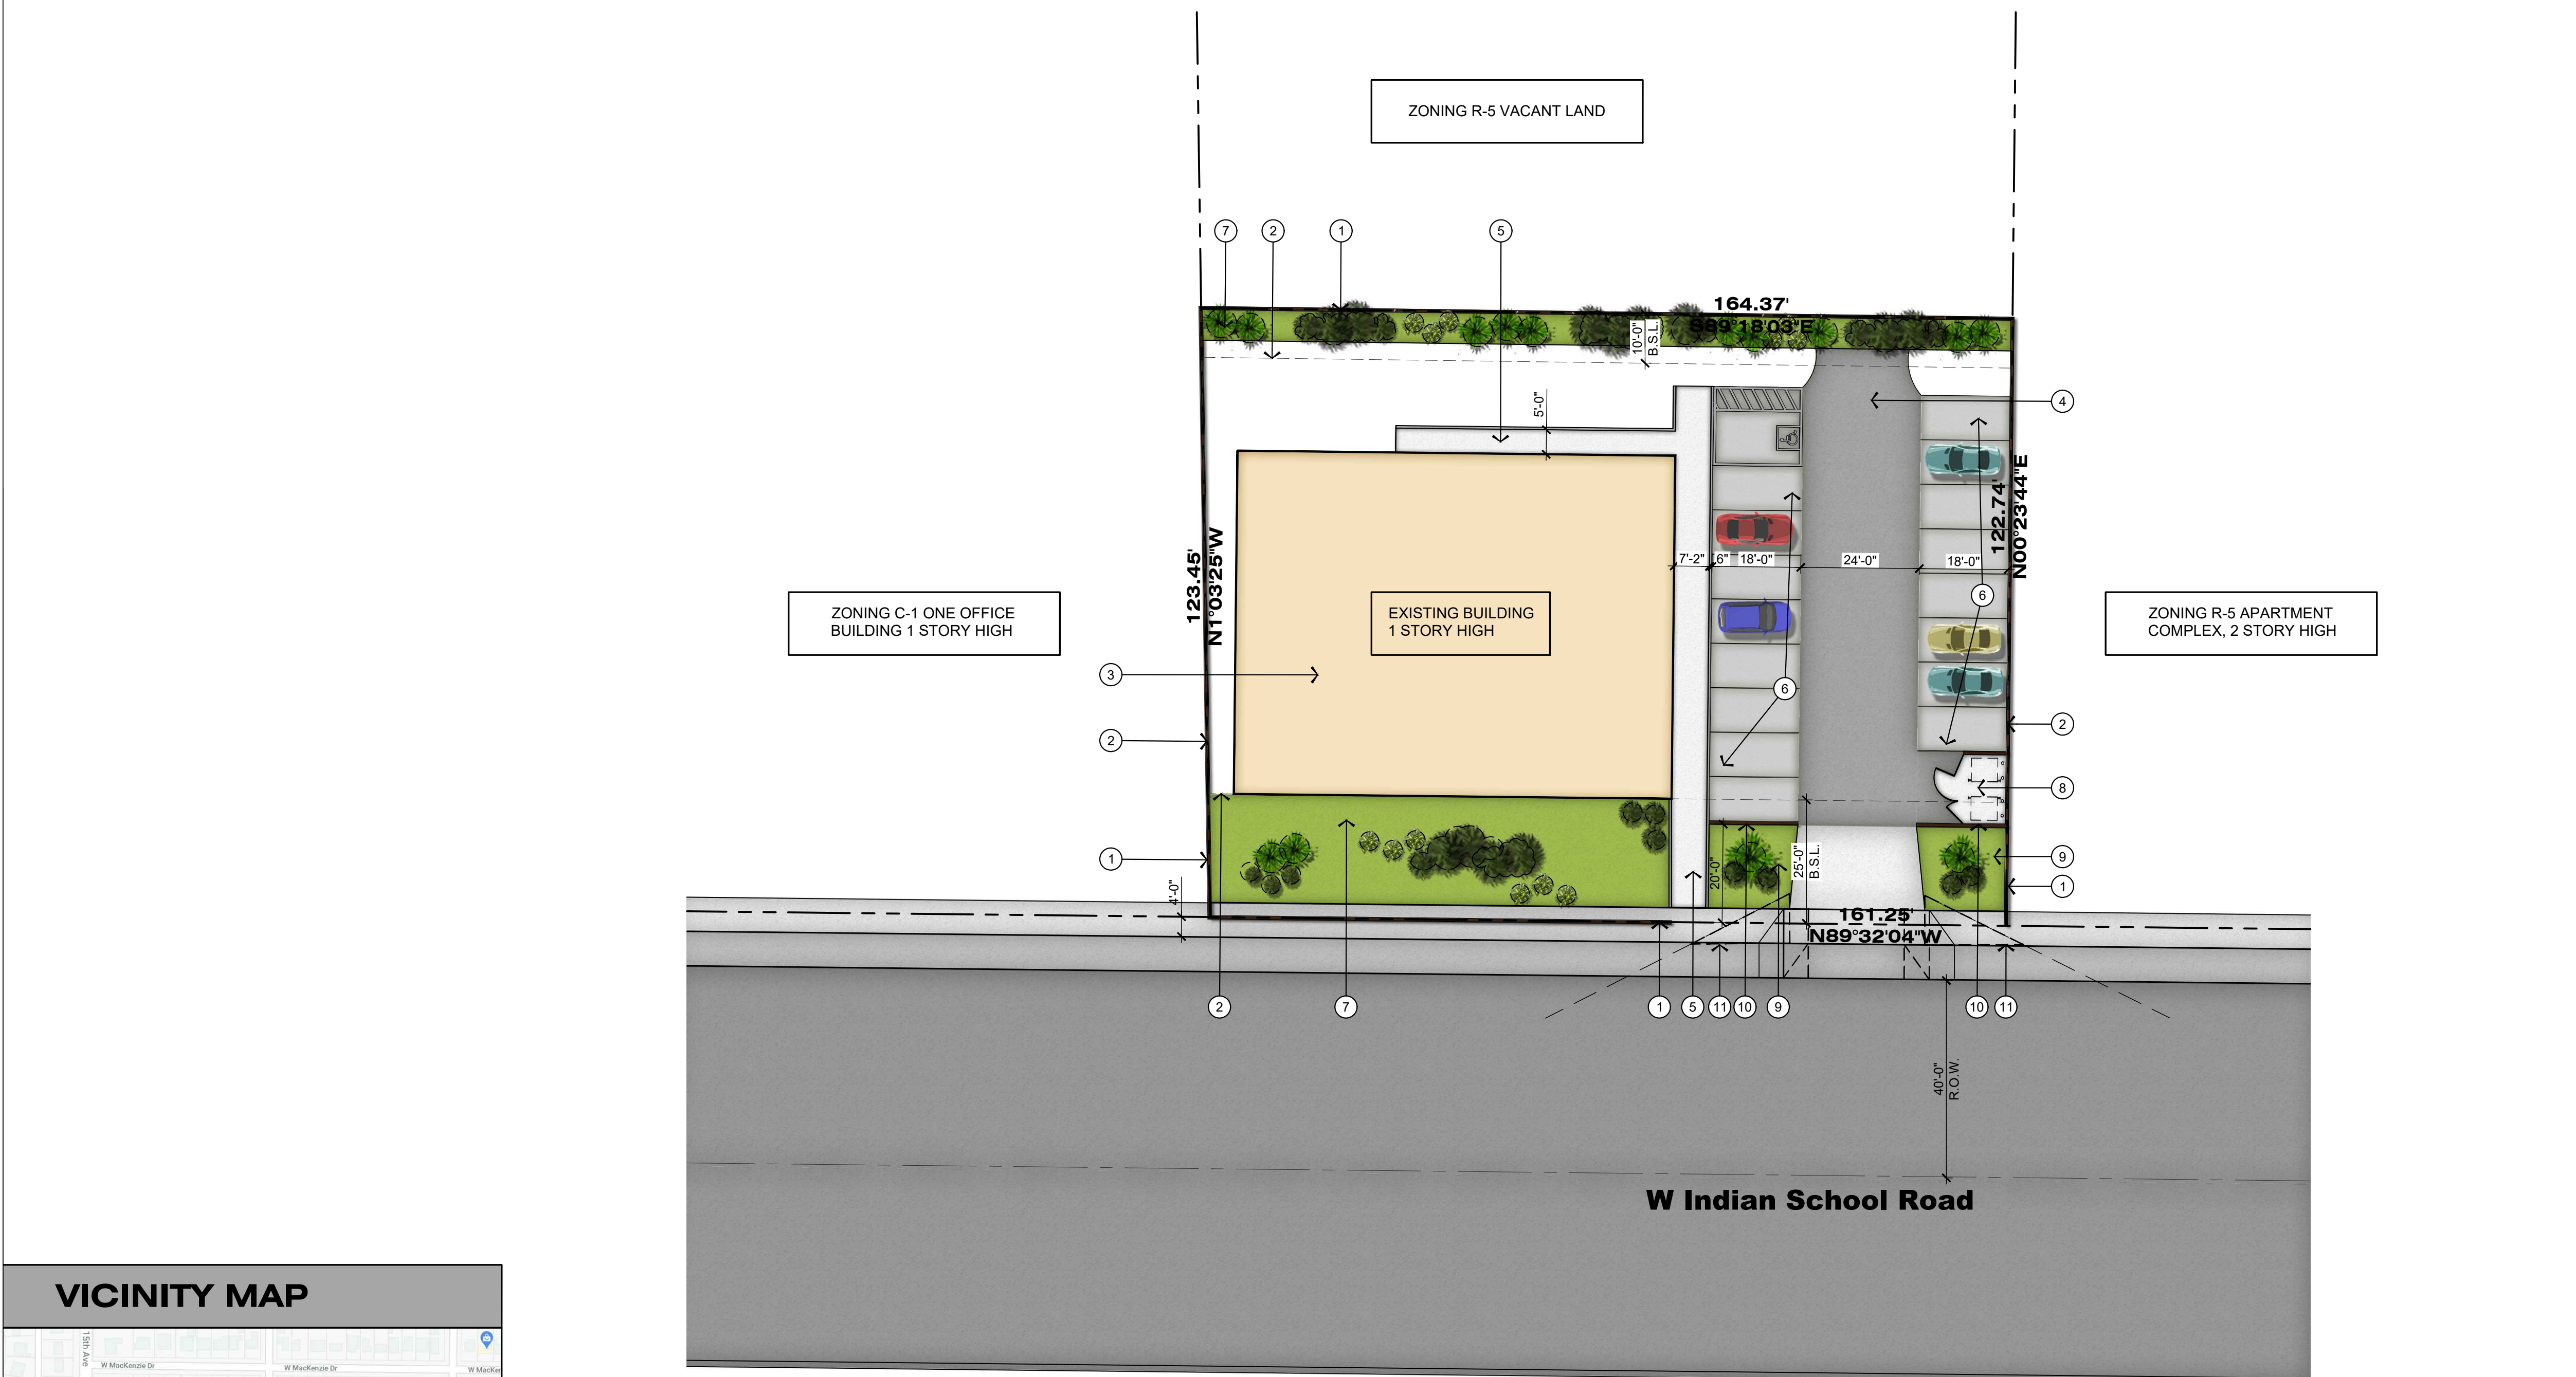 ZONING R-5 VACANT LAND
7
2
1
5
164.37'
S89°18'03"E
10'-0"
B.S.L.
5'-0"
4
123.45'
N1°03'25"W
122.74'
N00°23'44"E
7'-2"
6"
18'-0"
24'-0"
18'-0"
6
ZONING C-1 ONE OFFICE
BUILDING 1 STORY HIGH
EXISTING BUILDING
1 STORY HIGH
ZONING R-5 APARTMENT
COMPLEX, 2 STORY HIGH
3
6
2
2
8
1
9
1
4'-0"
20'-0"
25'-0"
B.S.L.
161.25'
N89°32'04"W
2
7
1
5
11
10
9
10
11
40'-0"
R.O.W.
W Indian School Road
VICINITY MAP
15th Ave
W MacKenzie Dr
W MacKenzie Dr